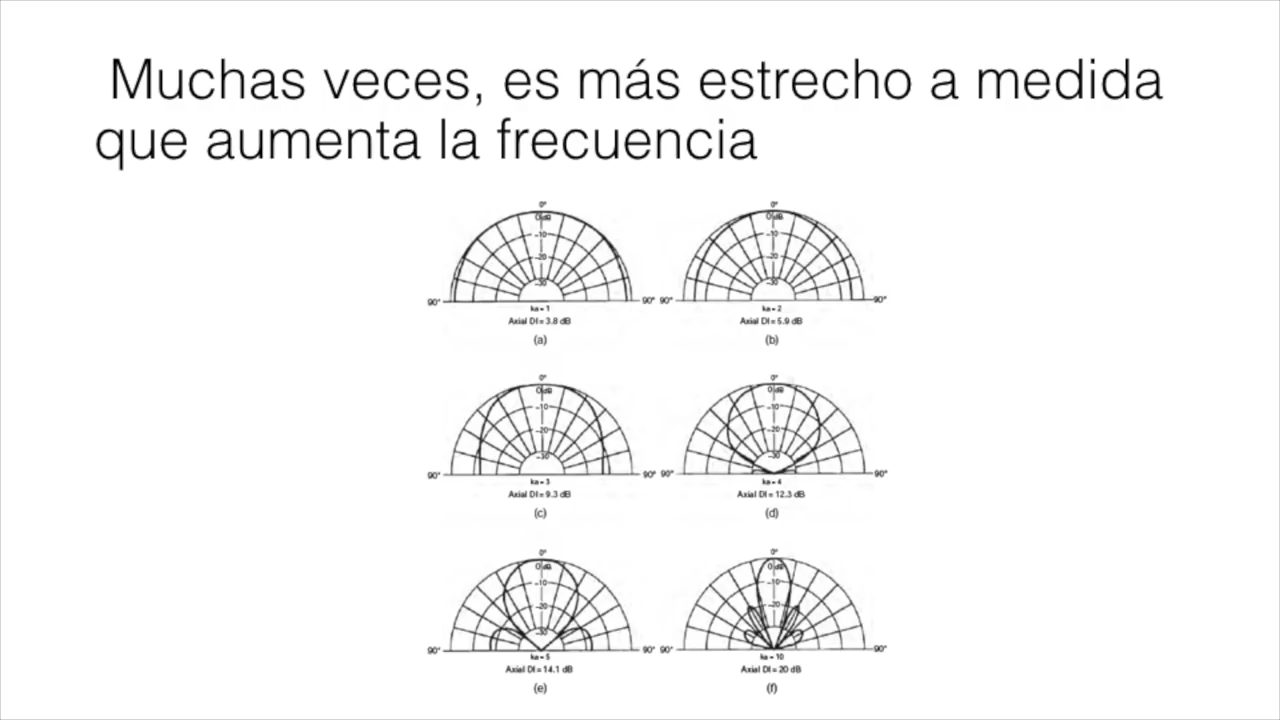 Muchas veces, es más estrecho a medida
que aumenta la frecuencia
0° 0°
0 dB 0 dB
-10 -10
-20 -20
-30 -30
90° 90° 90° 90°
ka = 1 ka = 2
Axial DI = 3.8 dB Axial DI = 5.9 dB
(a) (b)
0° 0°
0 dB 0 dB
-10 -10
-20 -20
-30 -30
90° 90° 90° 90°
ka = 3 ka = 4
Axial DI = 9.3 dB Axial DI = 12.3 dB
(c) (d)
0° 0°
0 dB 0 dB
-10 -10
-20 -20
-30
90° 90° 90° 90°
ka = 5 ka = 10
Axial DI = 14.1 dB Axial DI = 20 dB
(e) (f)